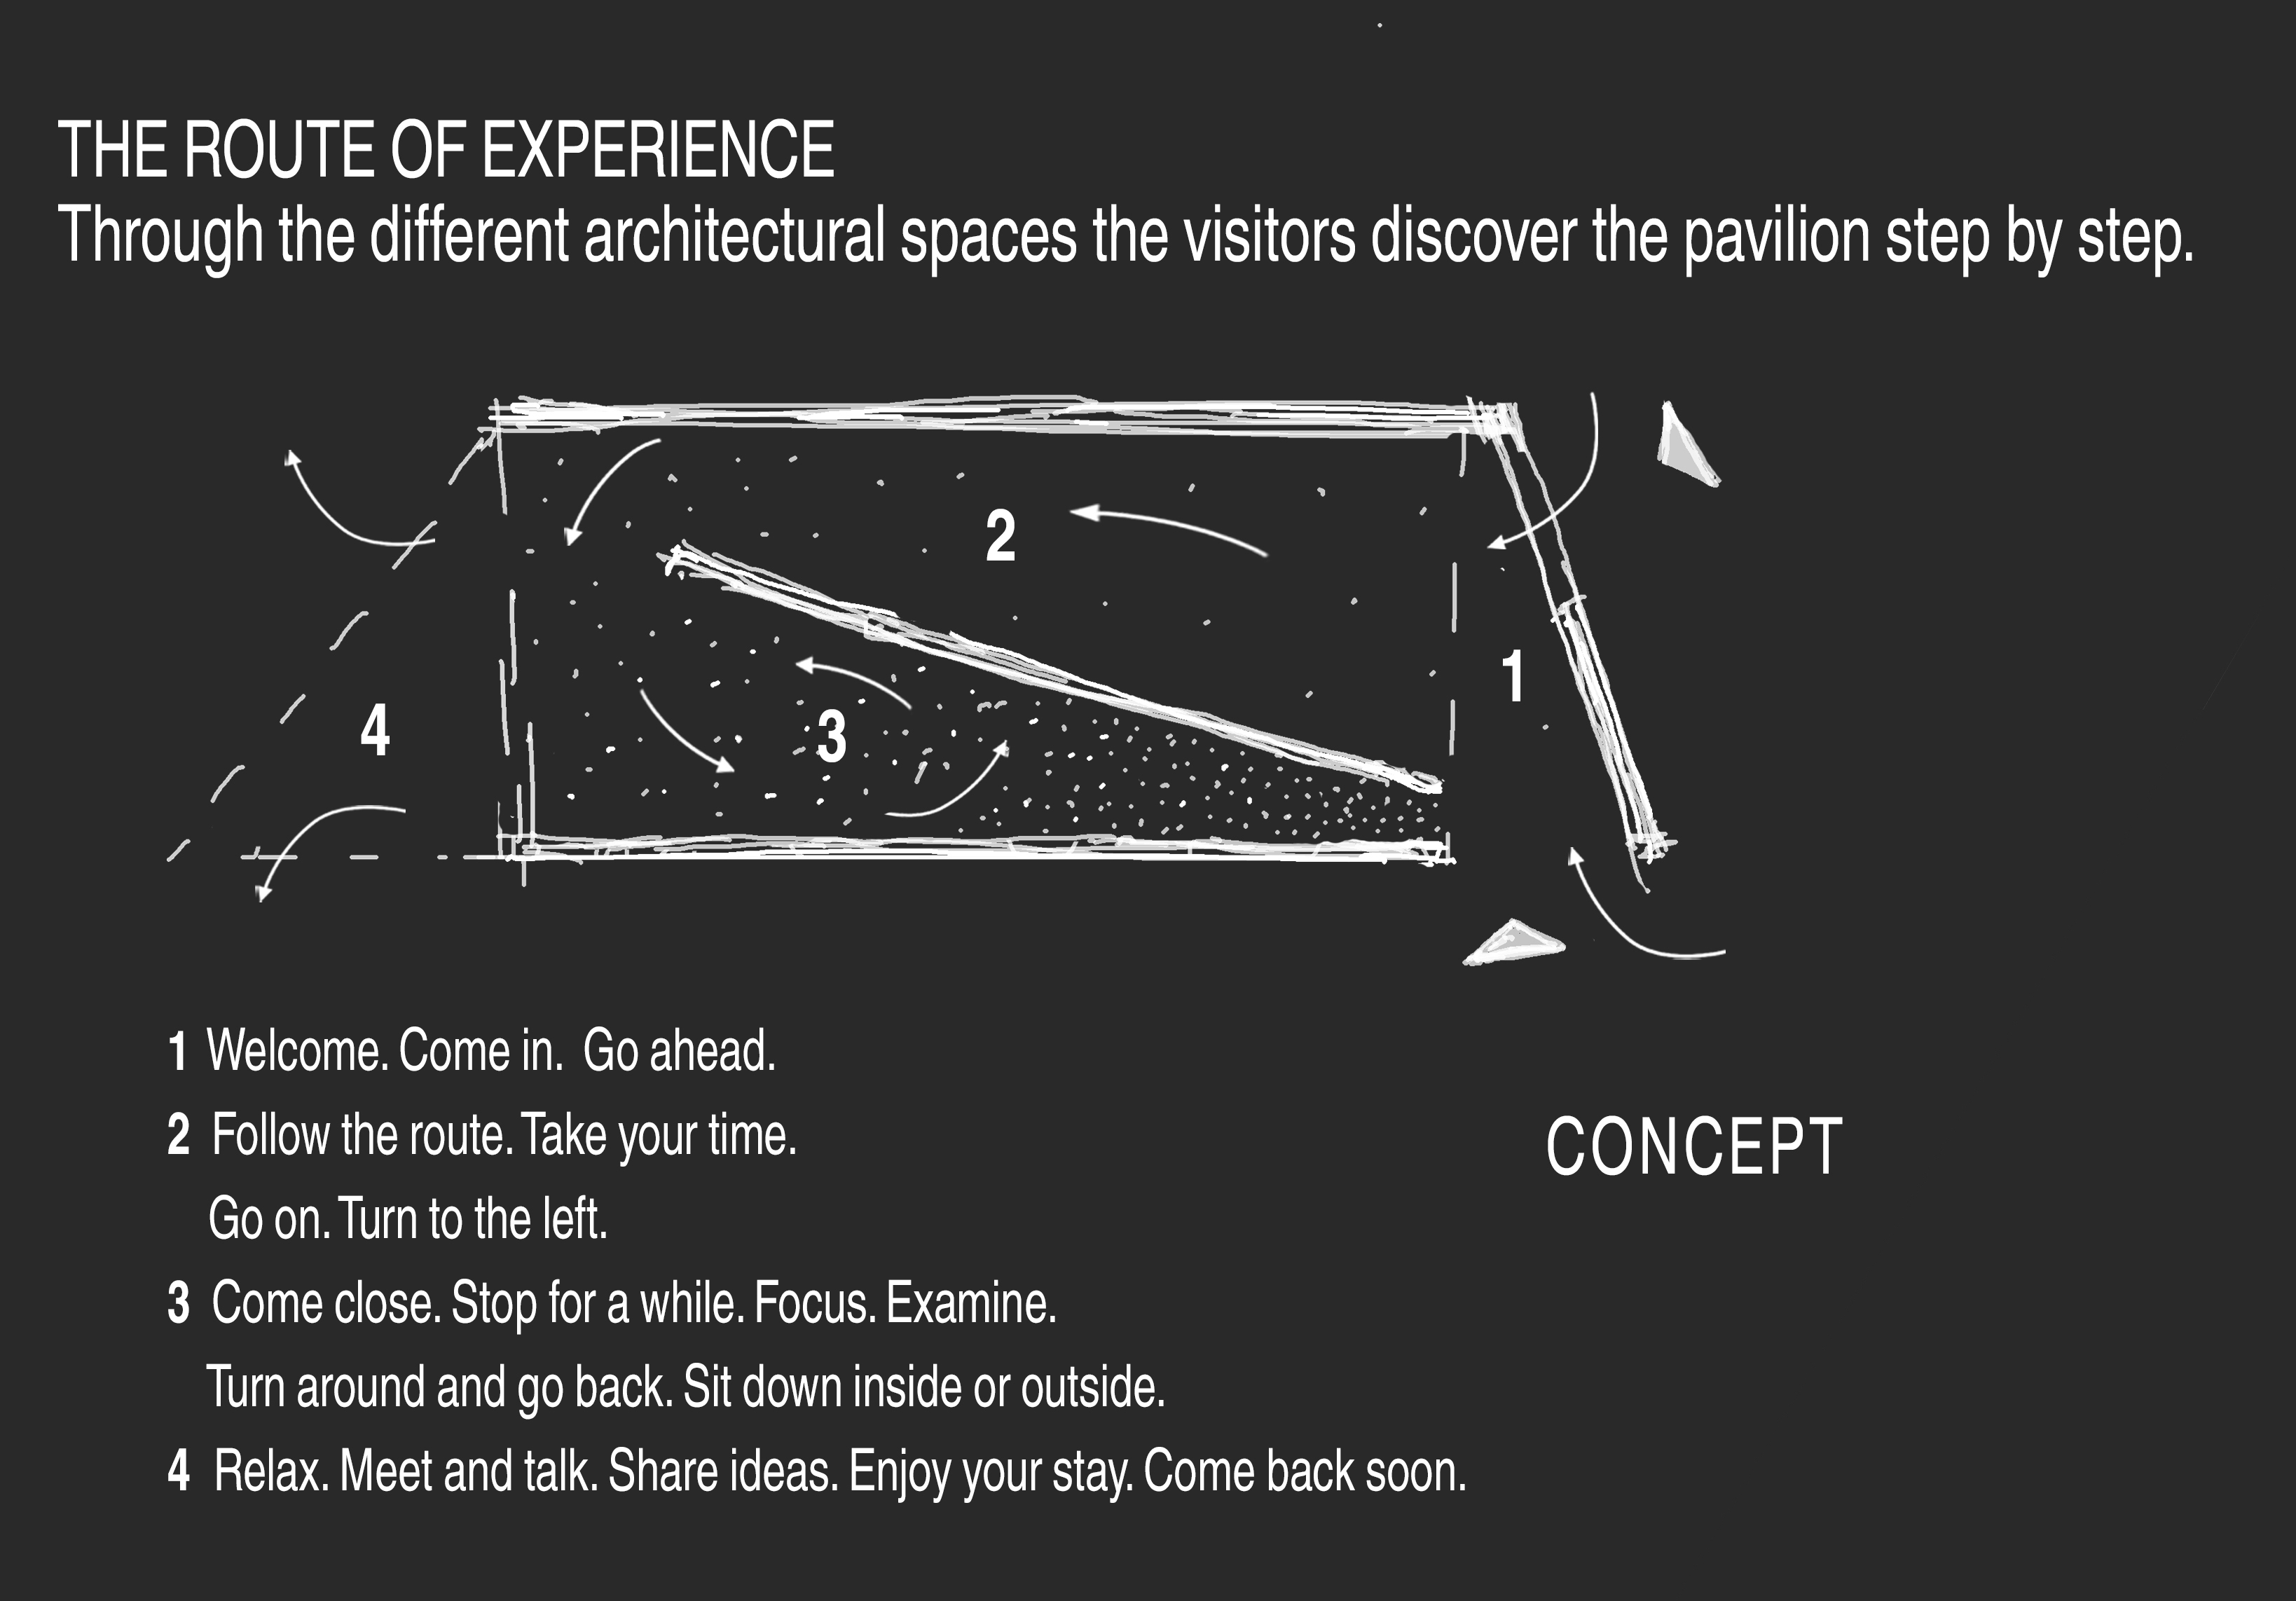 THE ROUTE OF EXPERIENCE
Through the different architectural spaces the visitors discover the pavilion step by step.
2
1
3
4
1 Welcome. Come in. Go ahead.
2 Follow the route. Take your time.
Go on. Turn to the left.
3 Come close. Stop for a while. Focus. Examine.
Turn around and go back. Sit down inside or outside.
4 Relax. Meet and talk. Share ideas. Enjoy your stay. Come back soon.
CONCEPT